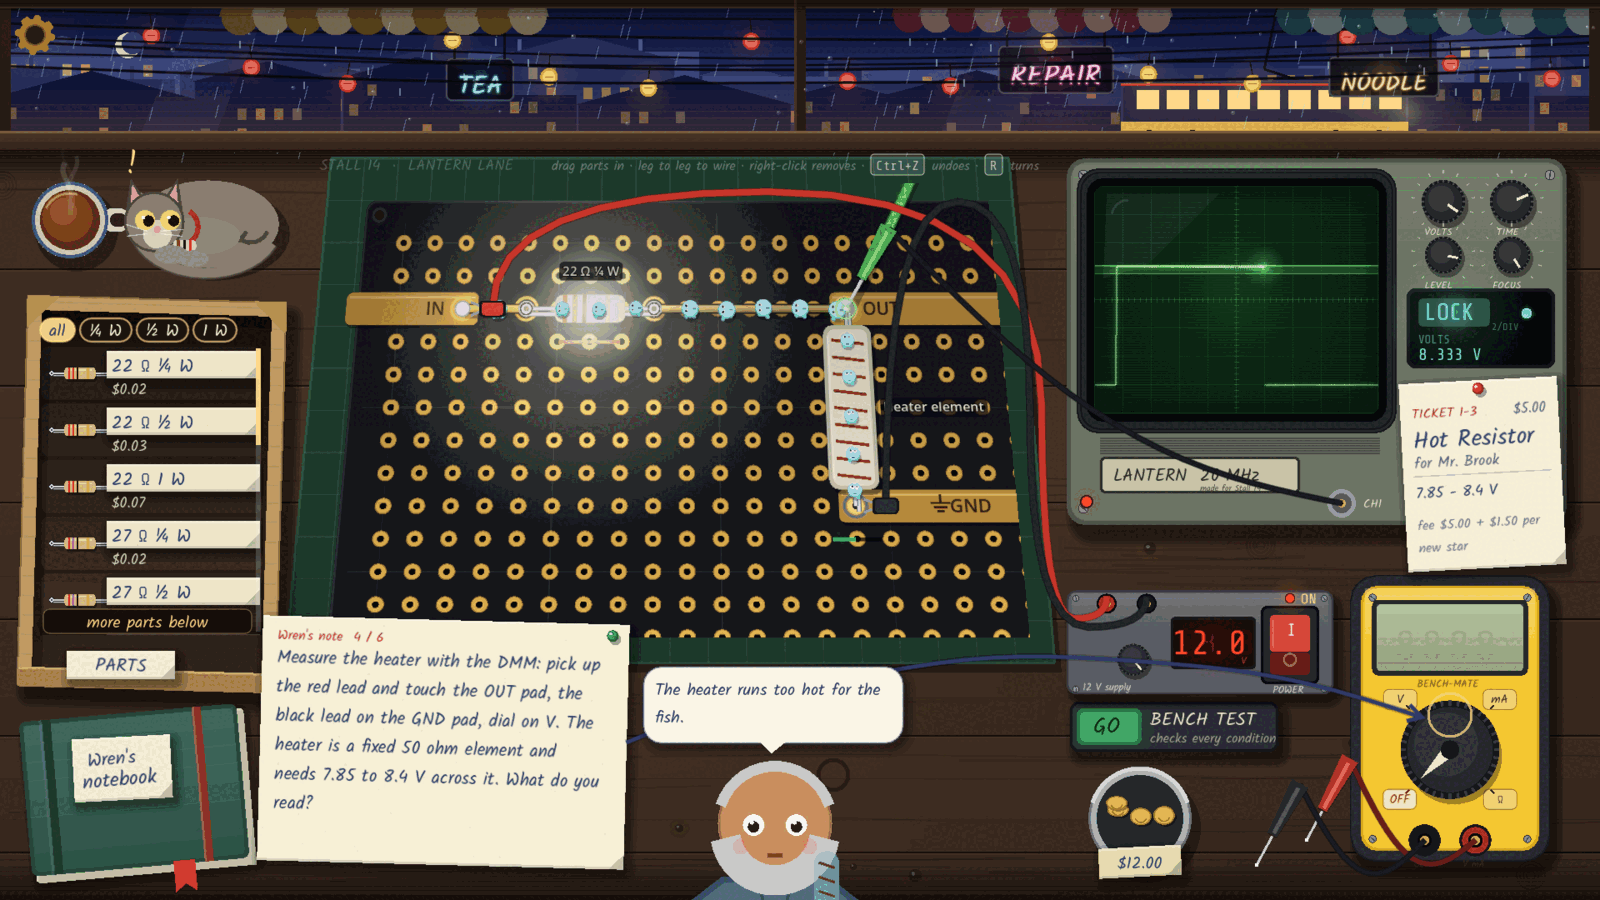 TEA
REPAIR
NOODLE
STALL 14 · LANTERN LANE
drag parts in · leg to leg to wire · right-click removes · Ctrl+Z undoes · R turns
22 Ω ¼ W
IN
OUT
eater element
GND
all
¼ W
½ W
1 W
22 Ω ¼ W
$0.02
22 Ω ½ W
$0.03
22 Ω 1 W
$0.07
27 Ω ¼ W
$0.02
27 Ω ½ W
more parts below
PARTS
Wren's
notebook
Wren's note 4 / 6
Measure the heater with the DMM: pick up
the red lead and touch the OUT pad, the
black lead on the GND pad, dial on V. The
heater is a fixed 50 ohm element and
needs 7.85 to 8.4 V across it. What do you
read?
The heater runs too hot for the
fish.
VOLTS
TIME
LEVEL
FOCUS
LOCK
2/DIV
VOLTS
8.333 V
LANTERN 20 MHz
made for Stall
CH1
TICKET 1-3 $5.00
Hot Resistor
for Mr. Brook
7.85 - 8.4 V
fee $5.00 + $1.50 per
new star
ON
12.0
V
I
12 V supply
POWER
GO
BENCH TEST
checks every condition
$12.00
BENCH-MATE
V
mA
OFF
Ω